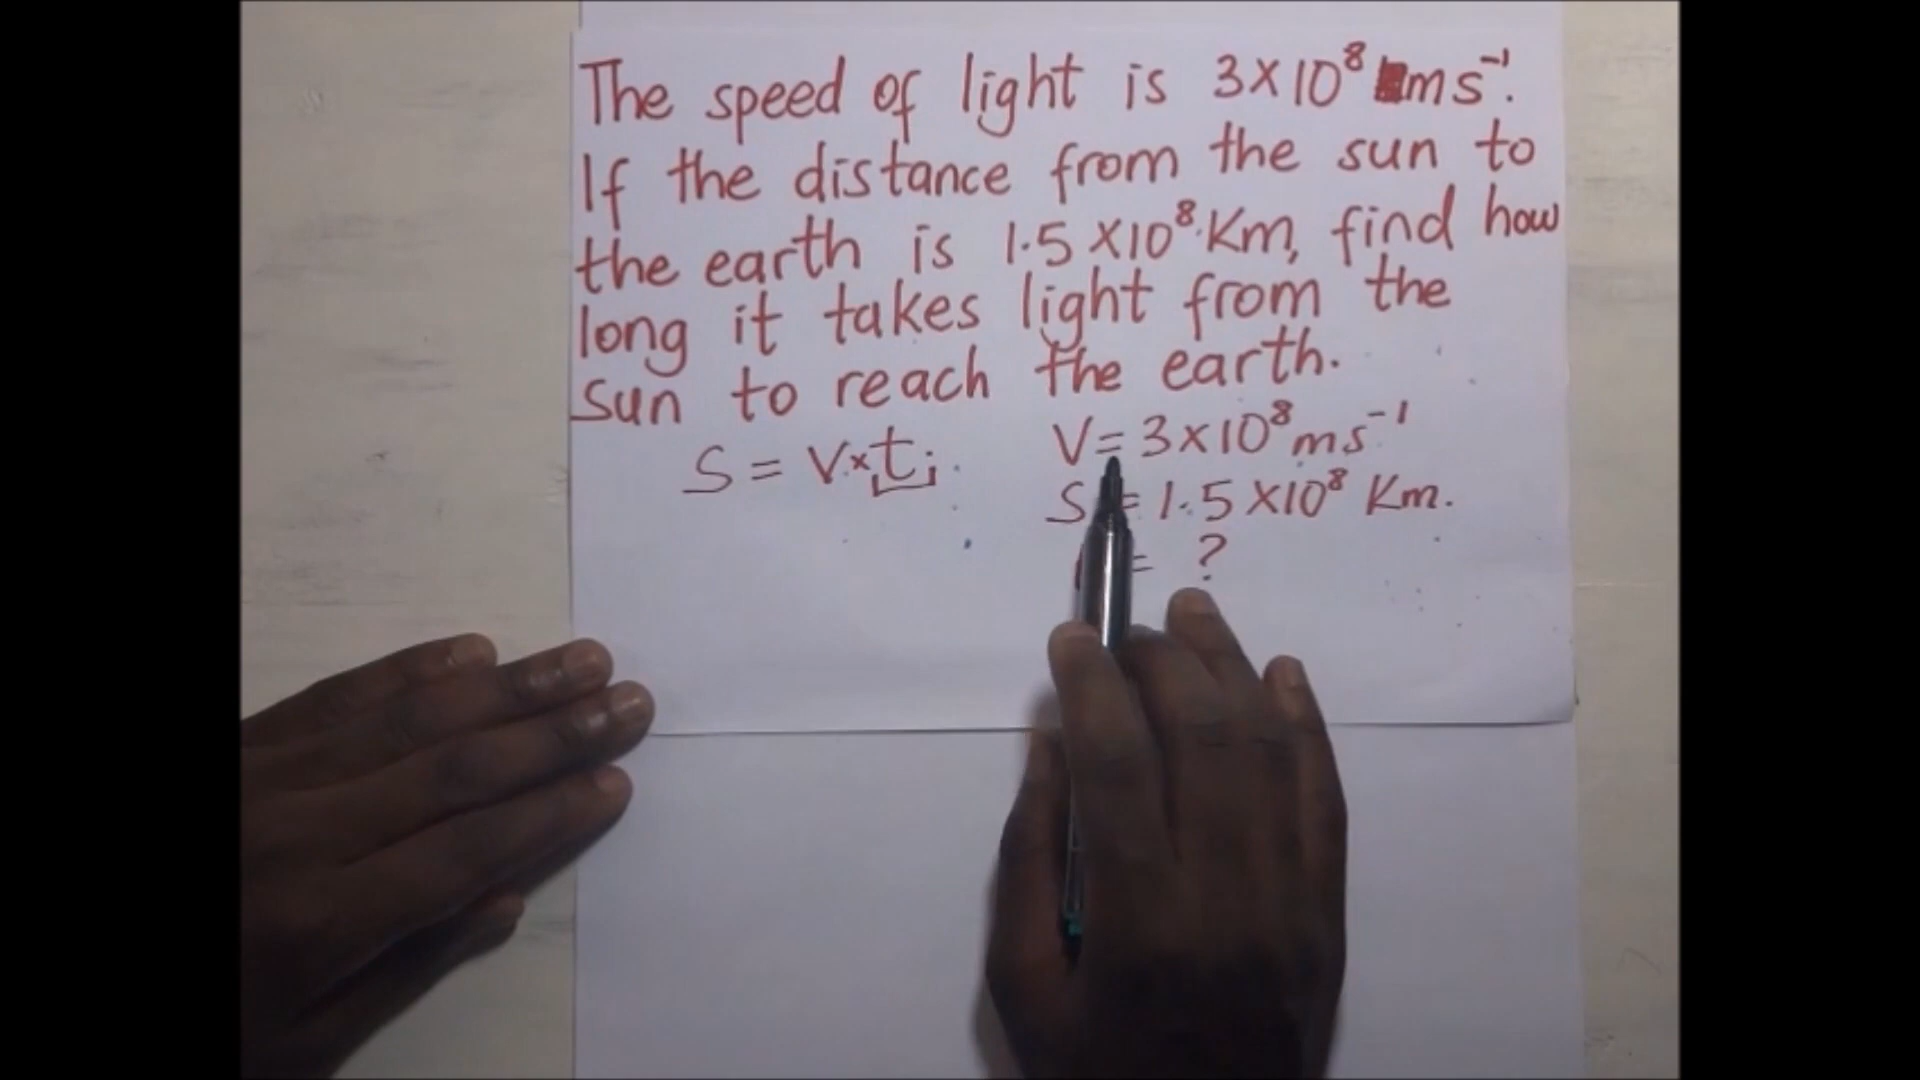 The speed of light is 3×10⁸ ms⁻¹.
If the distance from the sun to
the earth is 1.5×10⁸ Km, find how
long it takes light from the
sun to reach the earth.
S = V×t;
V = 3×10⁸ms⁻¹
S = 1.5×10⁸ Km.
= ?